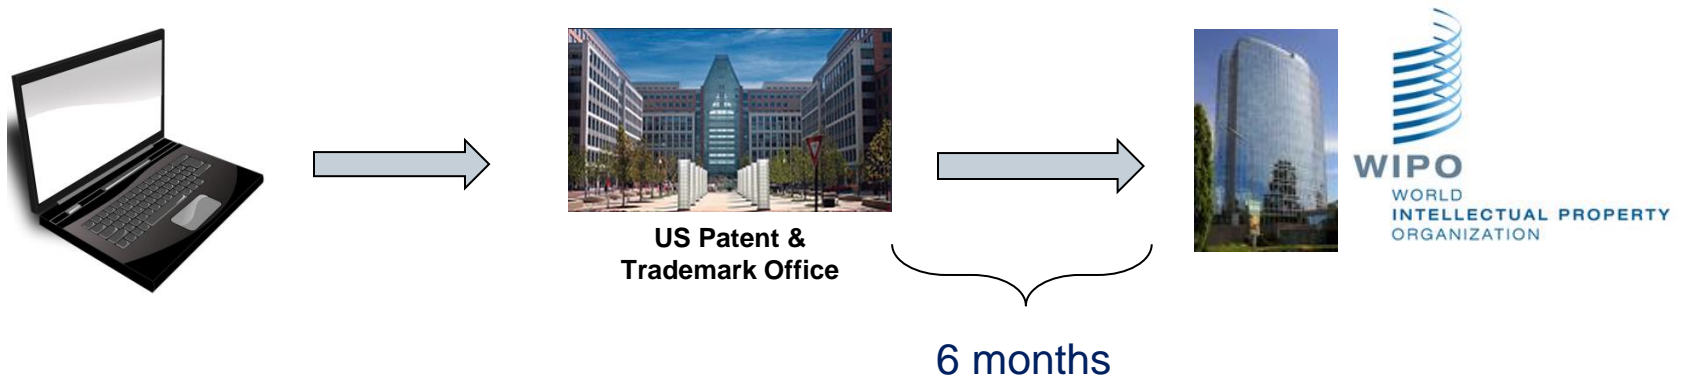 US Patent &
Trademark Office
WIPO
WORLD
INTELLECTUAL PROPERTY
ORGANIZATION
6 months